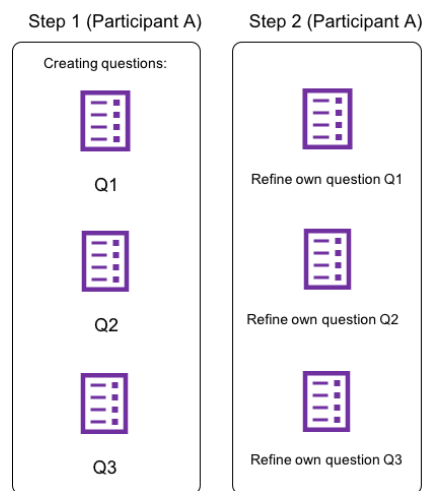 Step 1 (Participant A)
Creating questions:
Q1
Q2
Q3
Step 2 (Participant A)
Refine own question Q1
Refine own question Q2
Refine own question Q3